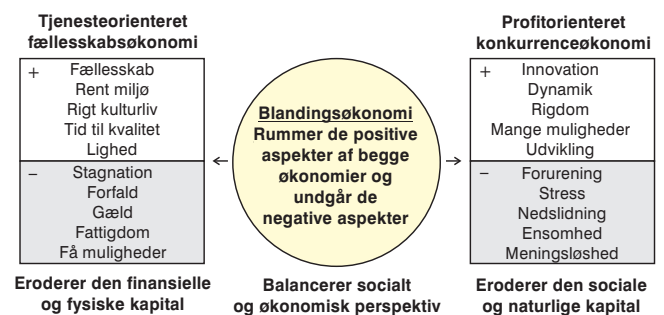 Tjenesteorienteret
fællesskabsøkonomi
+ Fællesskab
Rent miljø
Rigt kulturliv
Tid til kvalitet
Lighed
– Stagnation
Forfald
Gæld
Fattigdom
Få muligheder
Eroderer den finansielle
og fysiske kapital
Blandingsøkonomi
Rummer de positive
aspekter af begge
økonomier og
undgår de
negative aspekter
Balancerer socialt
og økonomisk perspektiv
Profitorienteret
konkurrenceøkonomi
+ Innovation
Dynamik
Rigdom
Mange muligheder
Udvikling
– Forurening
Stress
Nedslidning
Ensomhed
Meningsløshed
Eroderer den sociale
og naturlige kapital